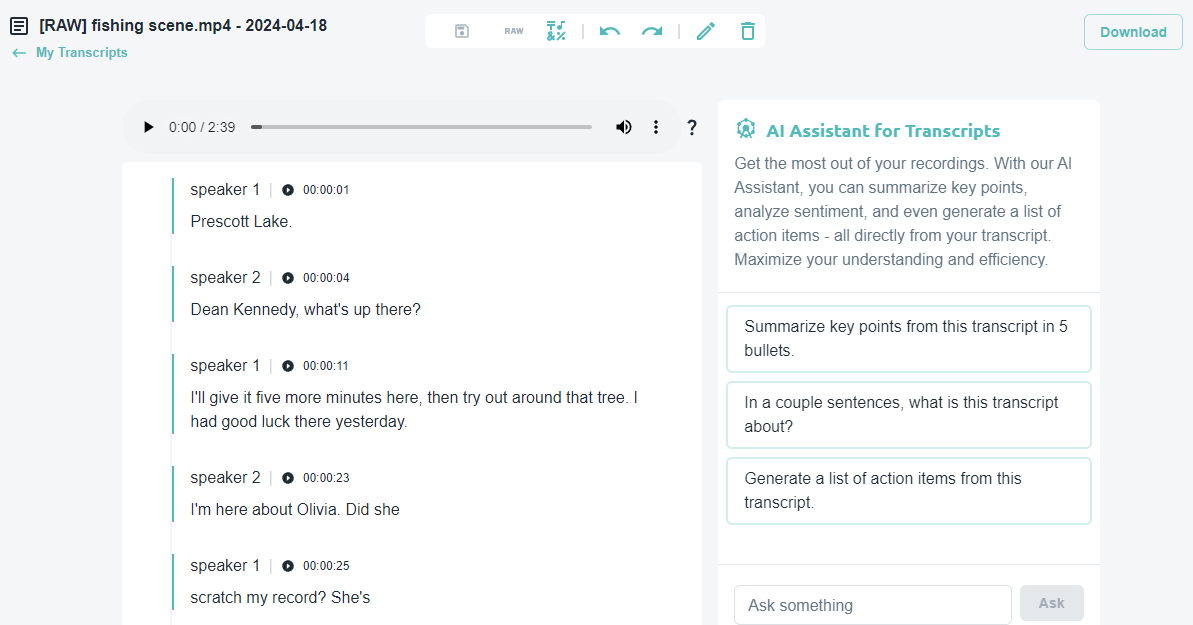 [RAW] fishing scene.mp4 - 2024-04-18
My Transcripts
RAW
T
&%
Download
0:00 / 2:39
?
speaker 1 | 00:00:01
Prescott Lake.
speaker 2 | 00:00:04
Dean Kennedy, what's up there?
speaker 1 | 00:00:11
I'll give it five more minutes here, then try out around that tree. I
had good luck there yesterday.
speaker 2 | 00:00:23
I'm here about Olivia. Did she
speaker 1 | 00:00:25
scratch my record? She's
AI Assistant for Transcripts
Get the most out of your recordings. With our AI
Assistant, you can summarize key points,
analyze sentiment, and even generate a list of
action items - all directly from your transcript.
Maximize your understanding and efficiency.
Summarize key points from this transcript in 5
bullets.
In a couple sentences, what is this transcript
about?
Generate a list of action items from this
transcript.
Ask something
Ask